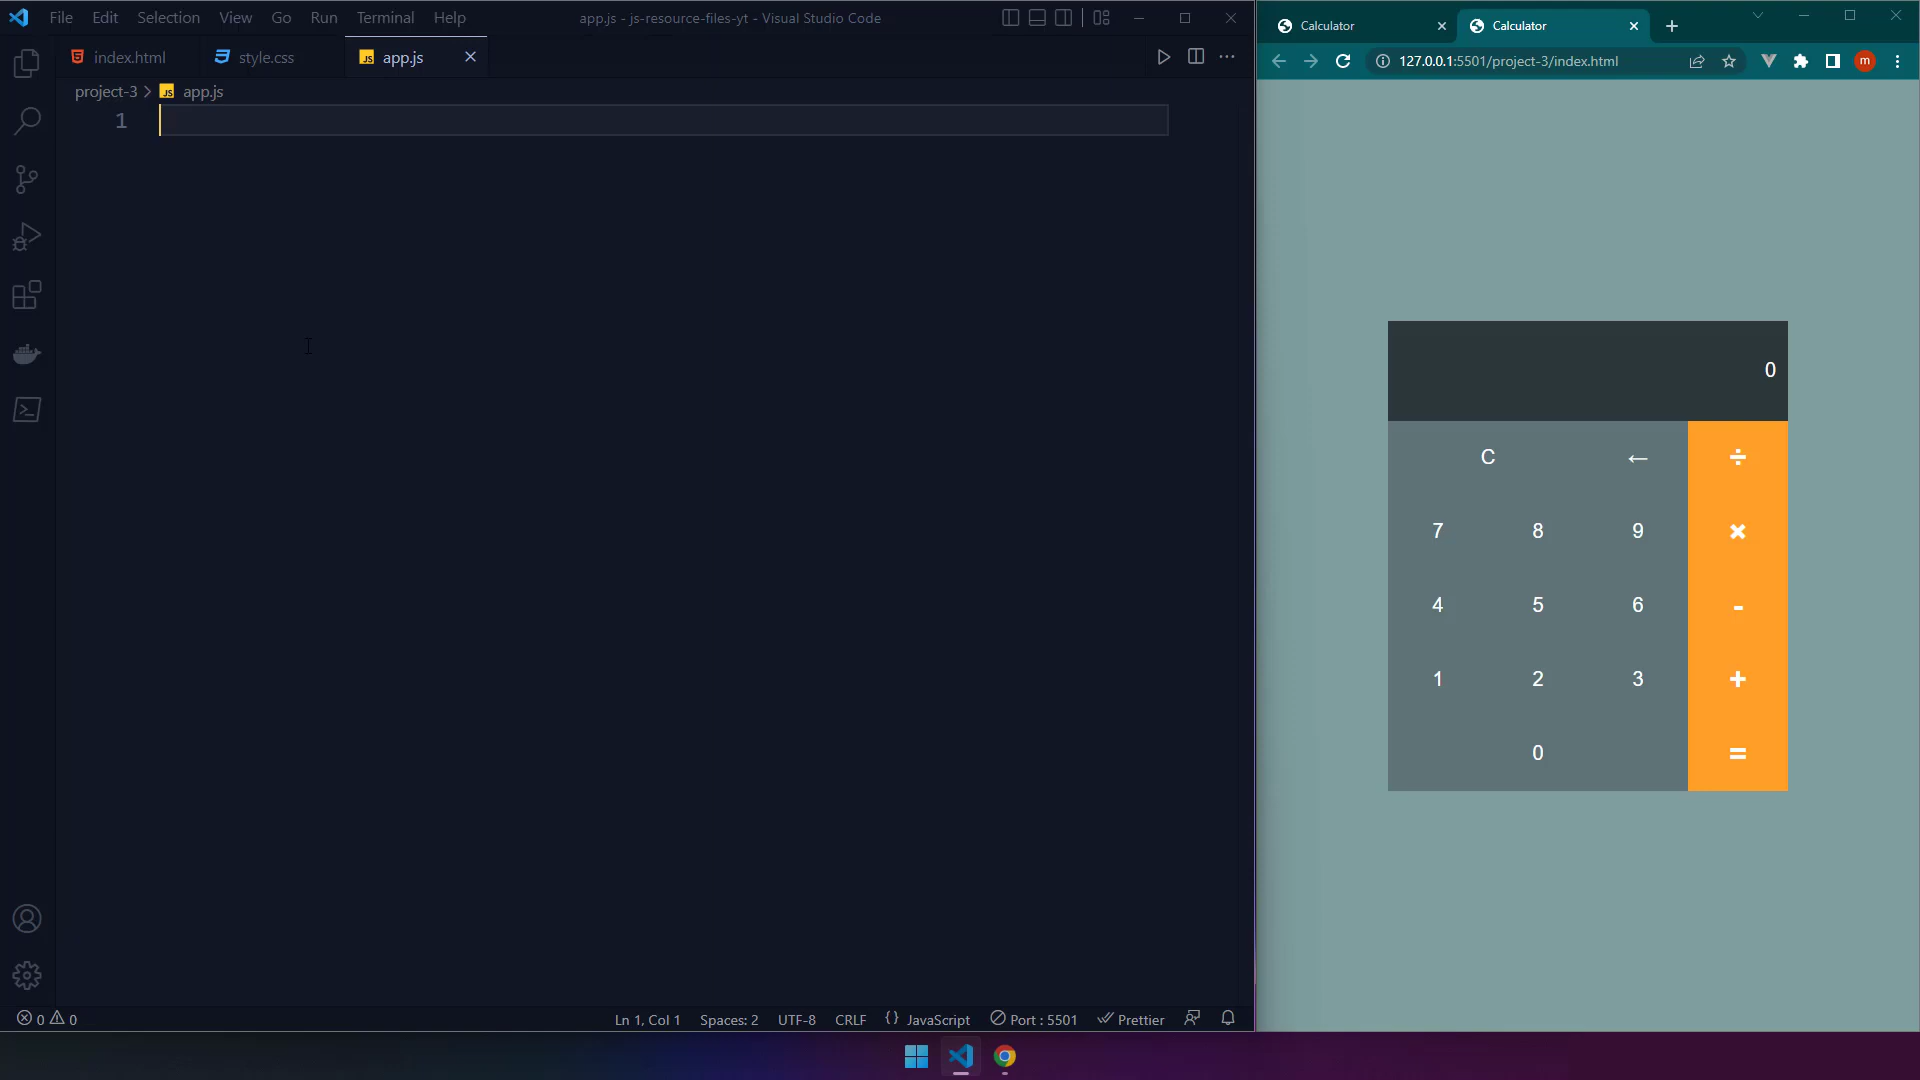 File Edit Selection View Go Run Terminal Help
app.js - js-resource-files-yt - Visual Studio Code
index.html style.css JS app.js
project-3 > JS app.js
1
⊗ 0 ⚠ 0 Ln 1, Col 1 Spaces: 2 UTF-8 CRLF {} JavaScript Port : 5501 Prettier
Calculator Calculator
127.0.0.1:5501/project-3/index.html m
0
C ← ÷
7 8 9 ×
4 5 6 -
1 2 3 +
0 =